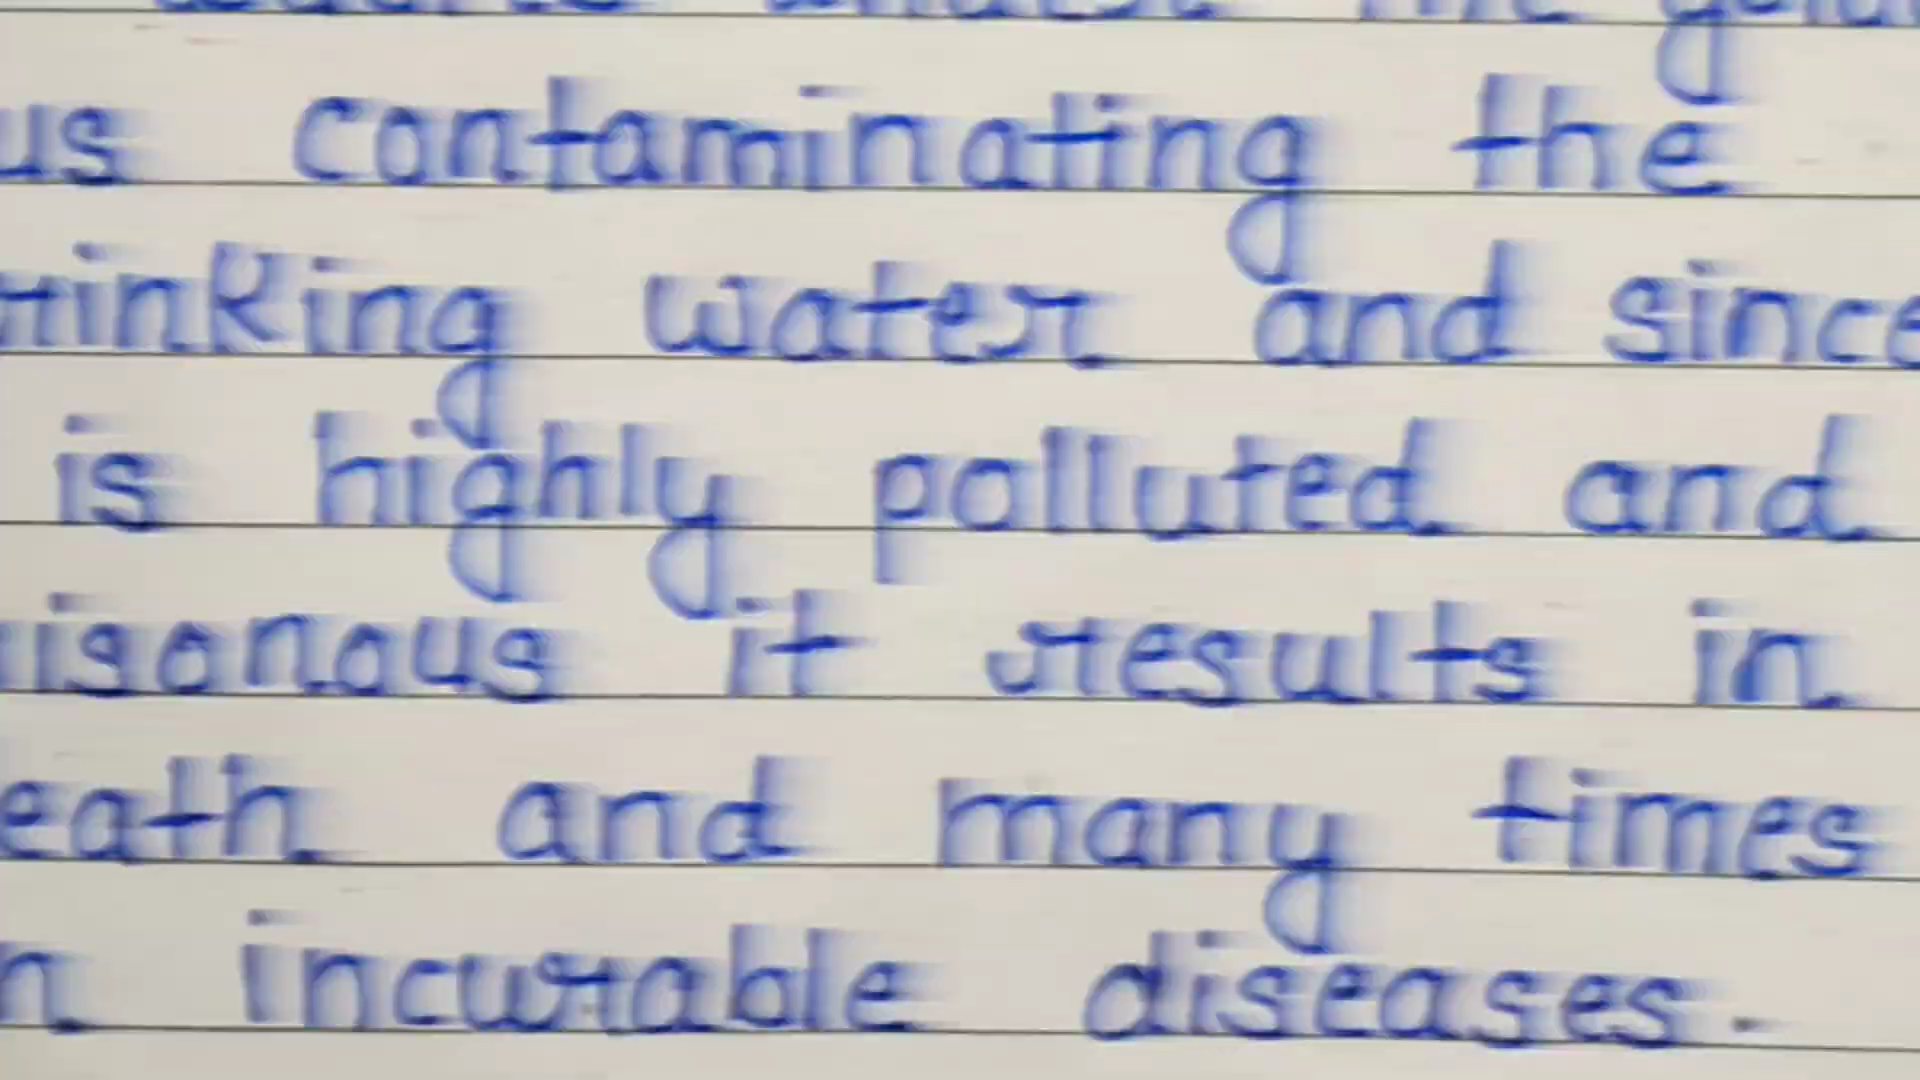 us contaminating the
rinking water and since
is highly polluted and
isonous it results in
eath and many times
n incurable diseases.